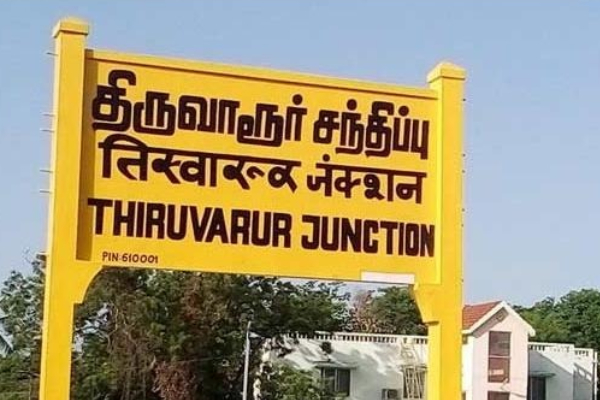 திருவாரூர் சந்திப்பு
तिरुवारूर जंक्शन
THIRUVARUR JUNCTION
PIN:610001